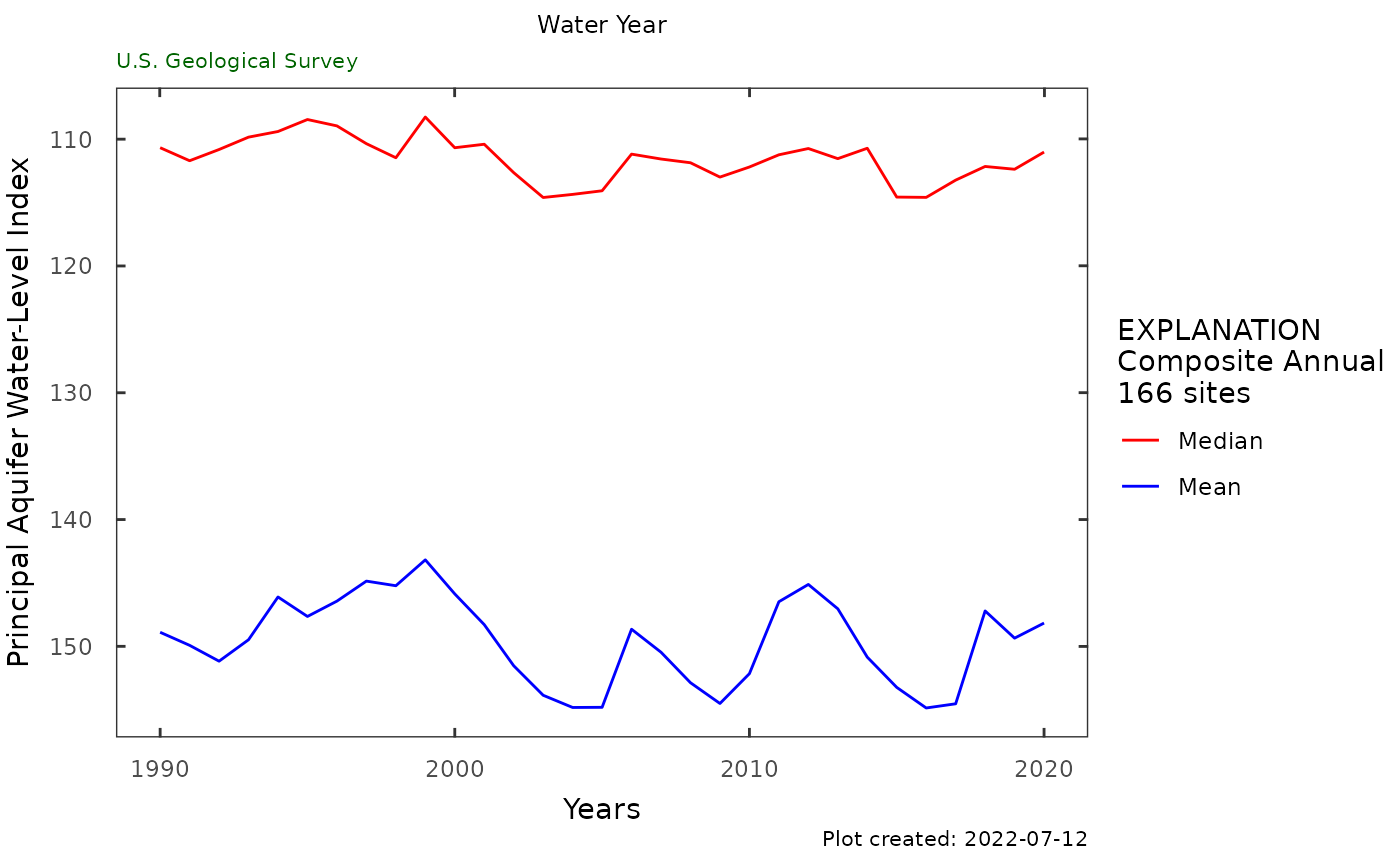 Water Year
U.S. Geological Survey
Principal Aquifer Water-Level Index
110
120
130
140
150
1990
2000
2010
2020
Years
EXPLANATION
Composite Annual
166 sites
Median
Mean
Plot created: 2022-07-12